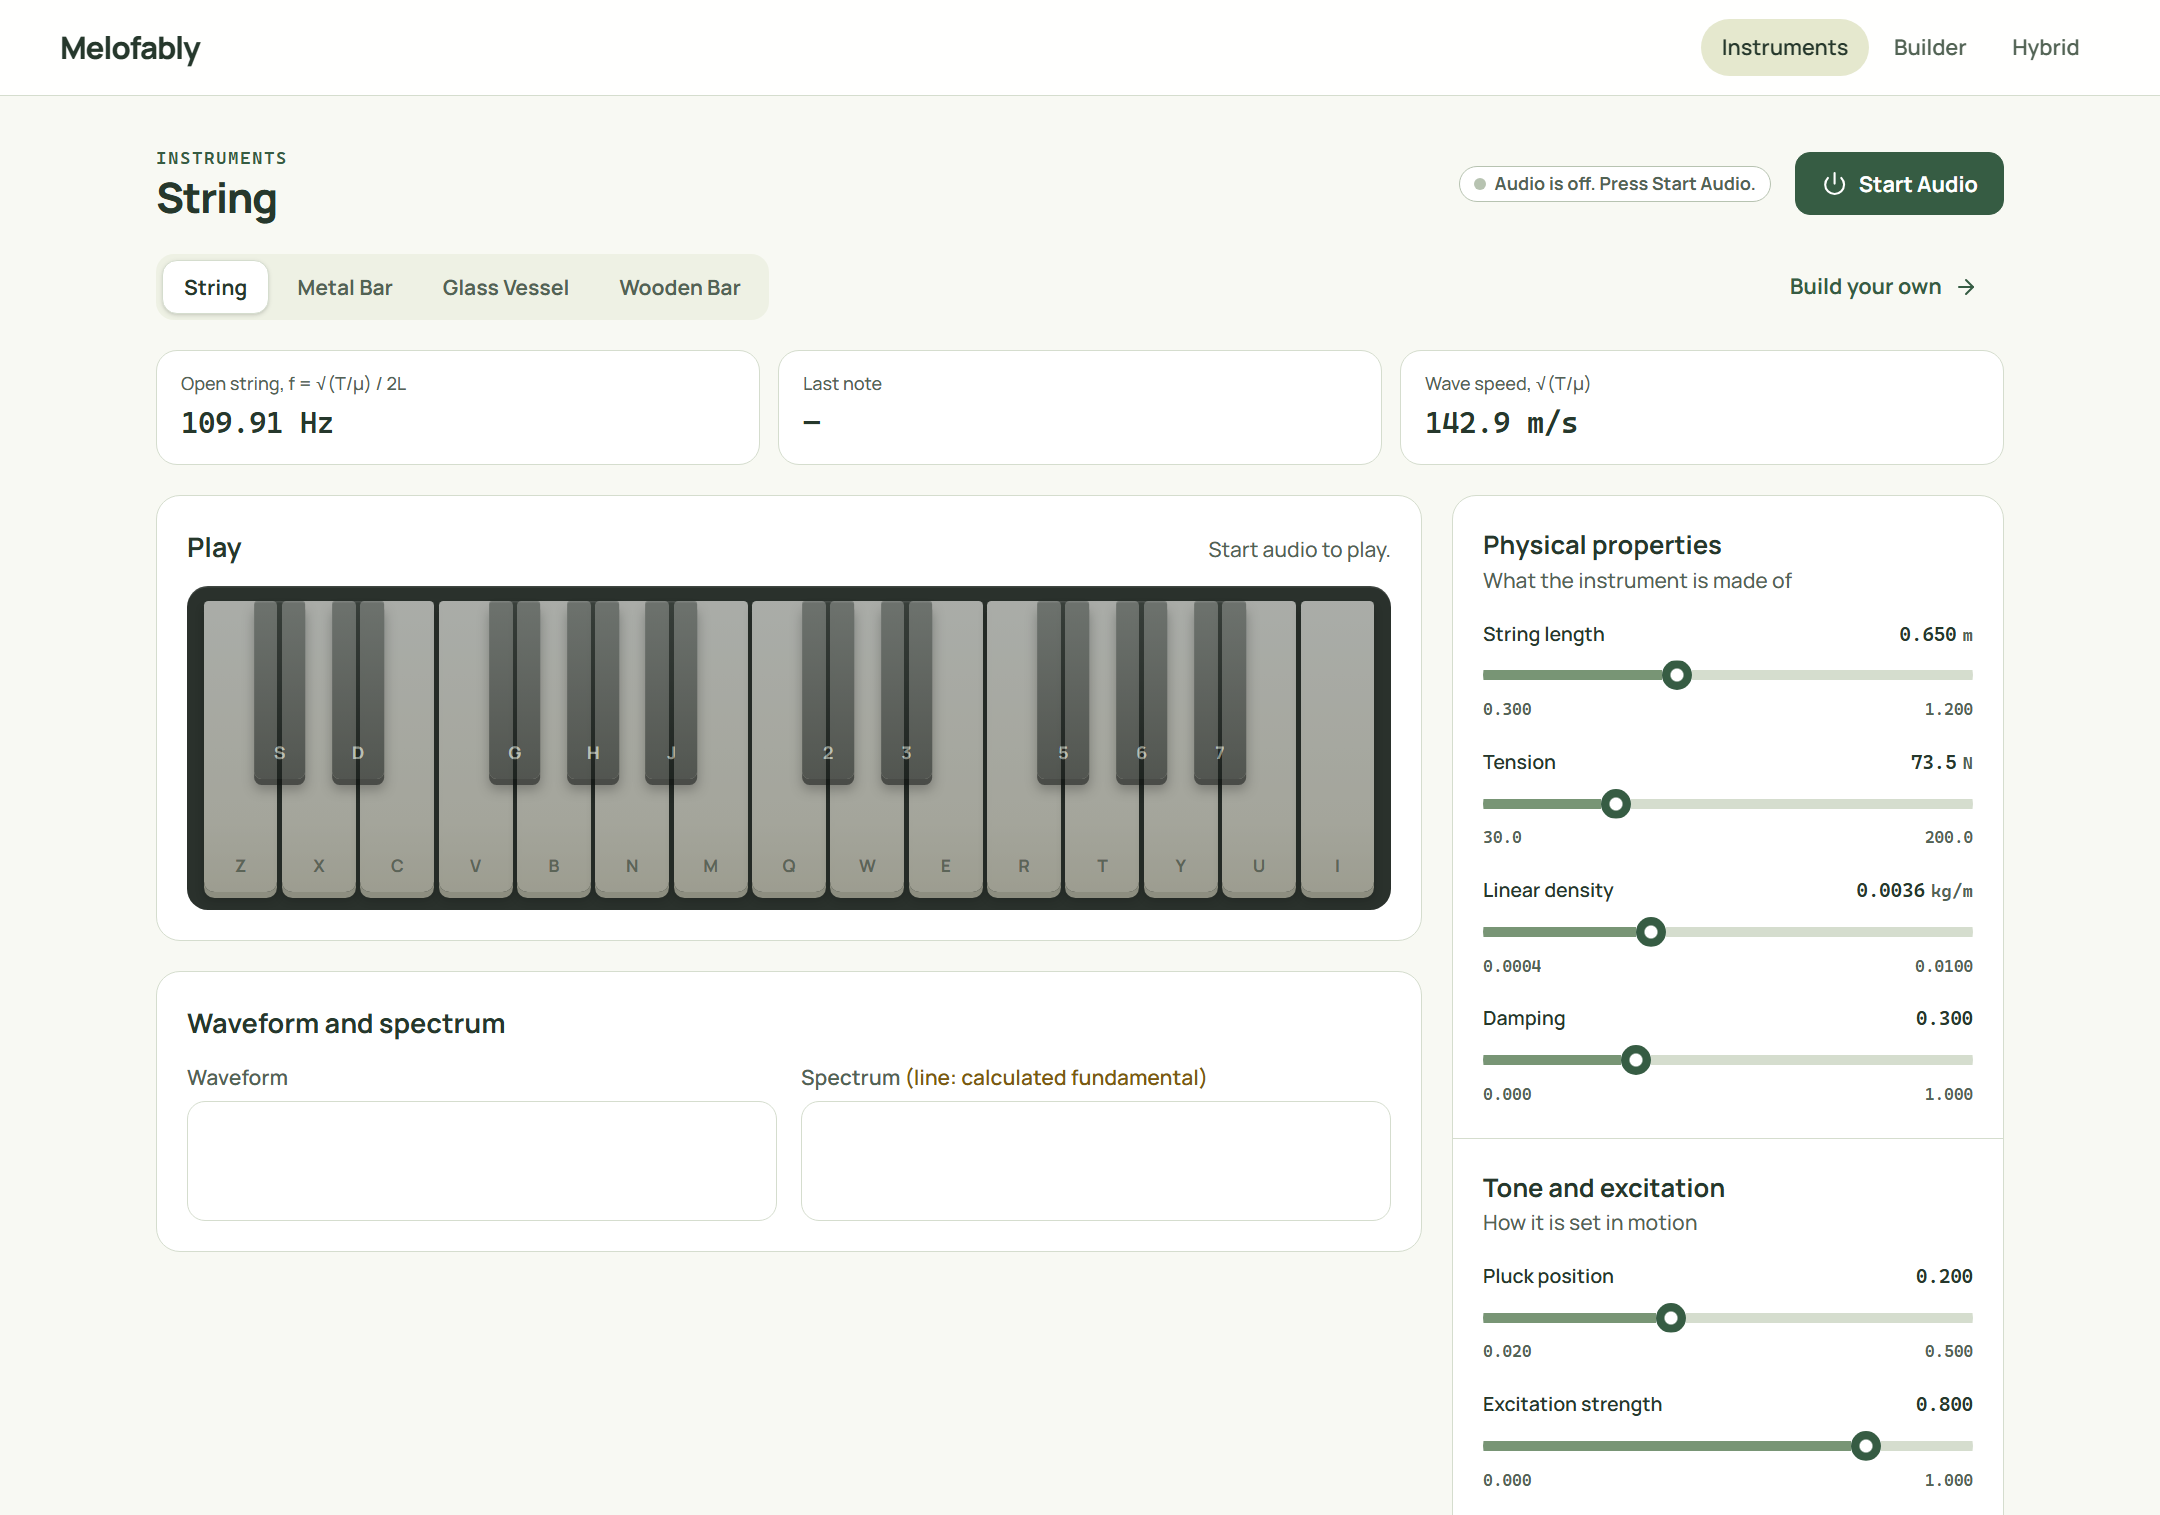 Melofably
Instruments Builder Hybrid
INSTRUMENTS
String
Audio is off. Press Start Audio.
Start Audio
String Metal Bar Glass Vessel Wooden Bar
Build your own →
Open string, f = √(T/μ) / 2L
109.91 Hz
Last note
–
Wave speed, √(T/μ)
142.9 m/s
Play
Start audio to play.
S D G H J 2 3 5 6 7
Z X C V B N M Q W E R T Y U I
Waveform and spectrum
Waveform
Spectrum (line: calculated fundamental)
Physical properties
What the instrument is made of
String length 0.650 m
0.300 1.200
Tension 73.5 N
30.0 200.0
Linear density 0.0036 kg/m
0.0004 0.0100
Damping 0.300
0.000 1.000
Tone and excitation
How it is set in motion
Pluck position 0.200
0.020 0.500
Excitation strength 0.800
0.000 1.000